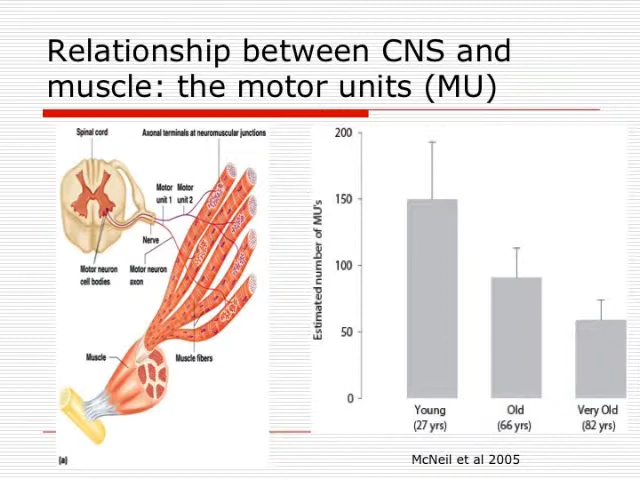 Relationship between CNS and
muscle: the motor units (MU)
Spinal cord
Axonal terminals at neuromuscular junctions
Motor
unit 1
Motor
unit 2
Nerve
Motor neuron
cell bodies
Motor neuron
axon
Muscle
Muscle fibers
(a)
Estimated number of MU's
200
150
100
50
0
Young
(27 yrs)
Old
(66 yrs)
Very Old
(82 yrs)
McNeil et al 2005